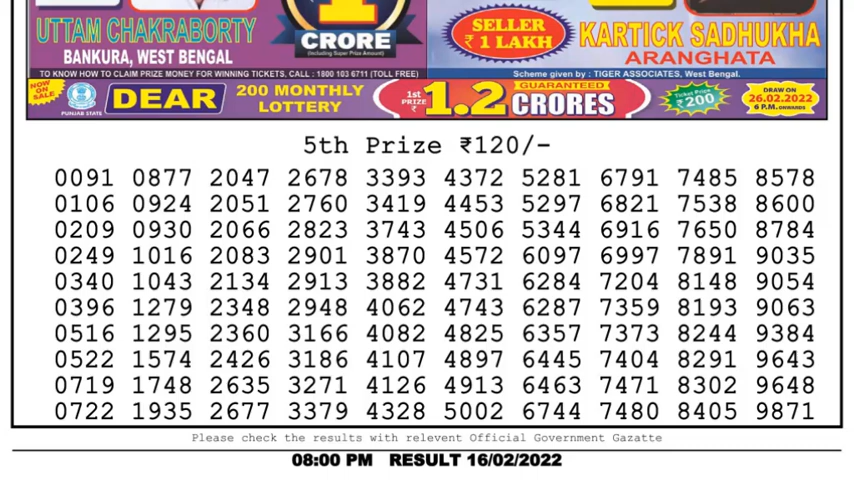 UTTAM CHAKRABORTY
BANKURA, WEST BENGAL
1
CRORE
(Including Super Prize Amount)
SELLER
₹ 1 LAKH
KARTICK SADHUKHA
ARANGHATA
TO KNOW HOW TO CLAIM PRIZE MONEY FOR WINNING TICKETS. CALL : 1800 103 6711 (TOLL FREE)
Scheme given by : TIGER ASSOCIATES, West Bengal.
NOW ON SALE
PUNJAB STATE
DEAR
200 MONTHLY
LOTTERY
1st PRIZE ₹
1.2
GUARANTEED
CRORES
Ticket Price
₹200
DRAW ON
26.02.2022
6 P.M. ONWARDS
5th Prize ₹120/-
0091 0877 2047 2678 3393 4372 5281 6791 7485 8578
0106 0924 2051 2760 3419 4453 5297 6821 7538 8600
0209 0930 2066 2823 3743 4506 5344 6916 7650 8784
0249 1016 2083 2901 3870 4572 6097 6997 7891 9035
0340 1043 2134 2913 3882 4731 6284 7204 8148 9054
0396 1279 2348 2948 4062 4743 6287 7359 8193 9063
0516 1295 2360 3166 4082 4825 6357 7373 8244 9384
0522 1574 2426 3186 4107 4897 6445 7404 8291 9643
0719 1748 2635 3271 4126 4913 6463 7471 8302 9648
0722 1935 2677 3379 4328 5002 6744 7480 8405 9871
Please check the results with relevent Official Government Gazatte
08:00 PM RESULT 16/02/2022